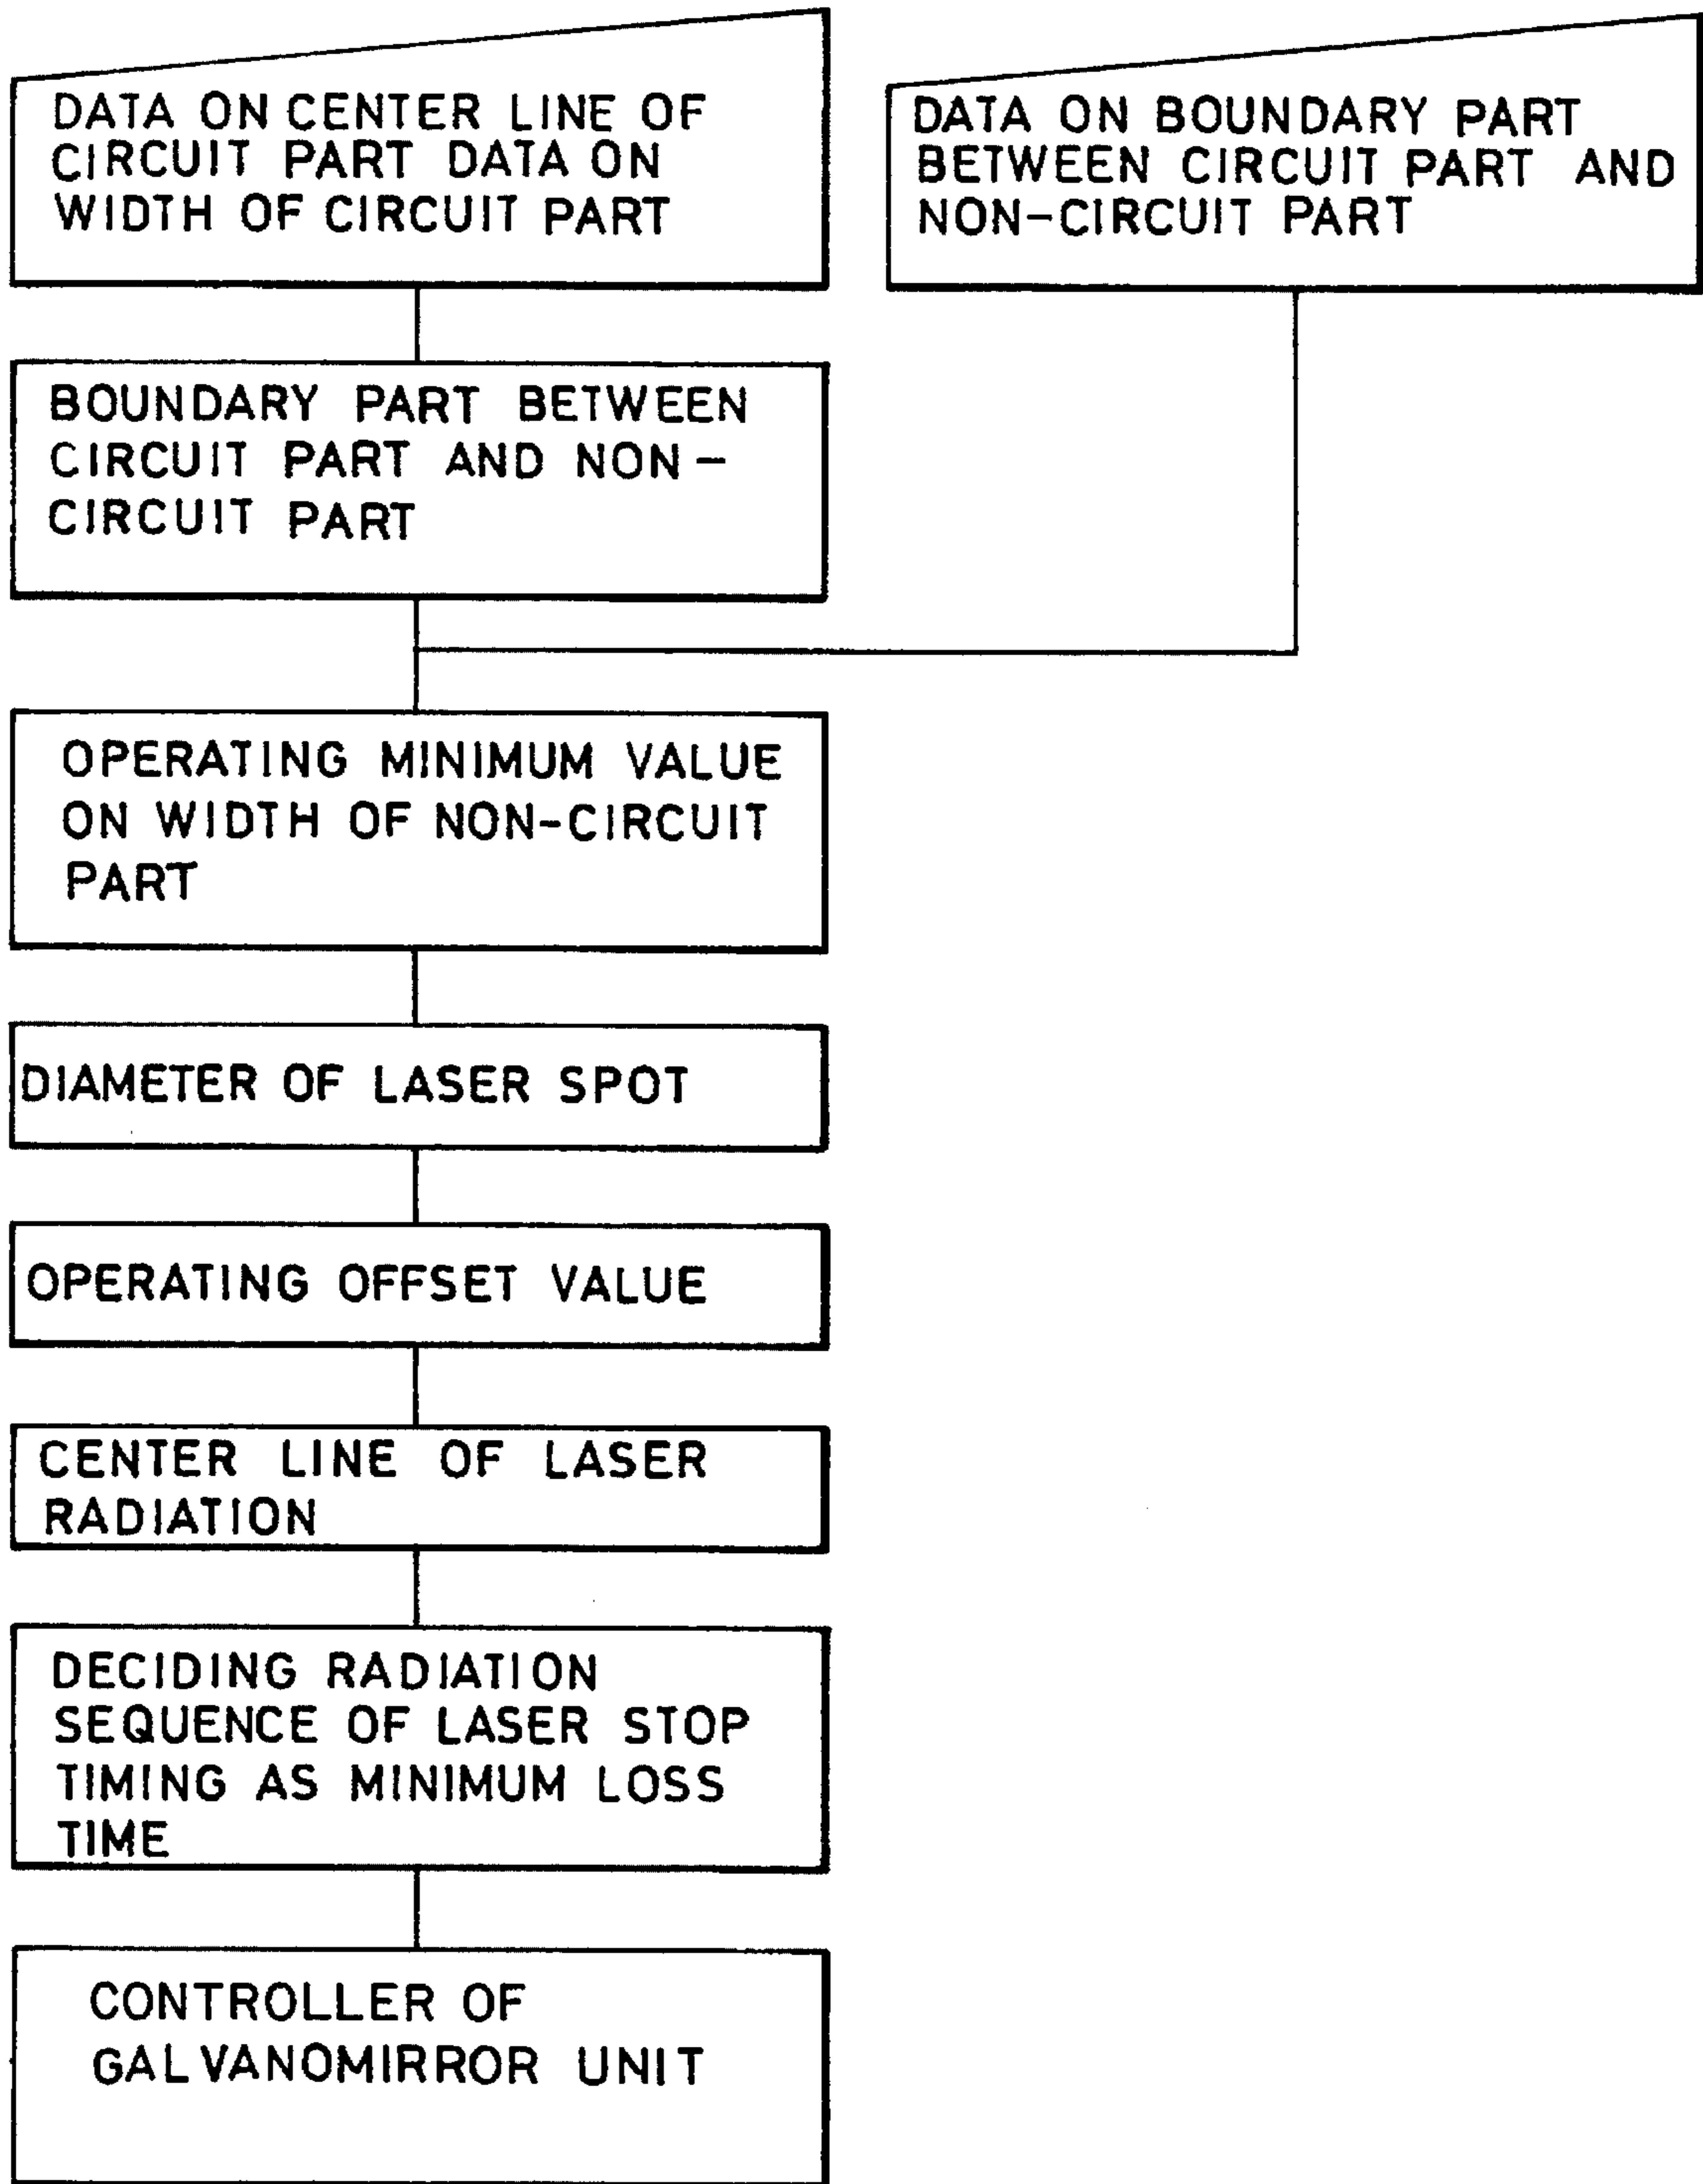 DATA ON CENTER LINE OF
CIRCUIT PART DATA ON
WIDTH OF CIRCUIT PART
DATA ON BOUNDARY PART
BETWEEN CIRCUIT PART AND
NON-CIRCUIT PART
BOUNDARY PART BETWEEN
CIRCUIT PART AND NON-
CIRCUIT PART
OPERATING MINIMUM VALUE
ON WIDTH OF NON-CIRCUIT
PART
DIAMETER OF LASER SPOT
OPERATING OFFSET VALUE
CENTER LINE OF LASER
RADIATION
DECIDING RADIATION
SEQUENCE OF LASER STOP
TIMING AS MINIMUM LOSS
TIME
CONTROLLER OF
GALVANOMIRROR UNIT